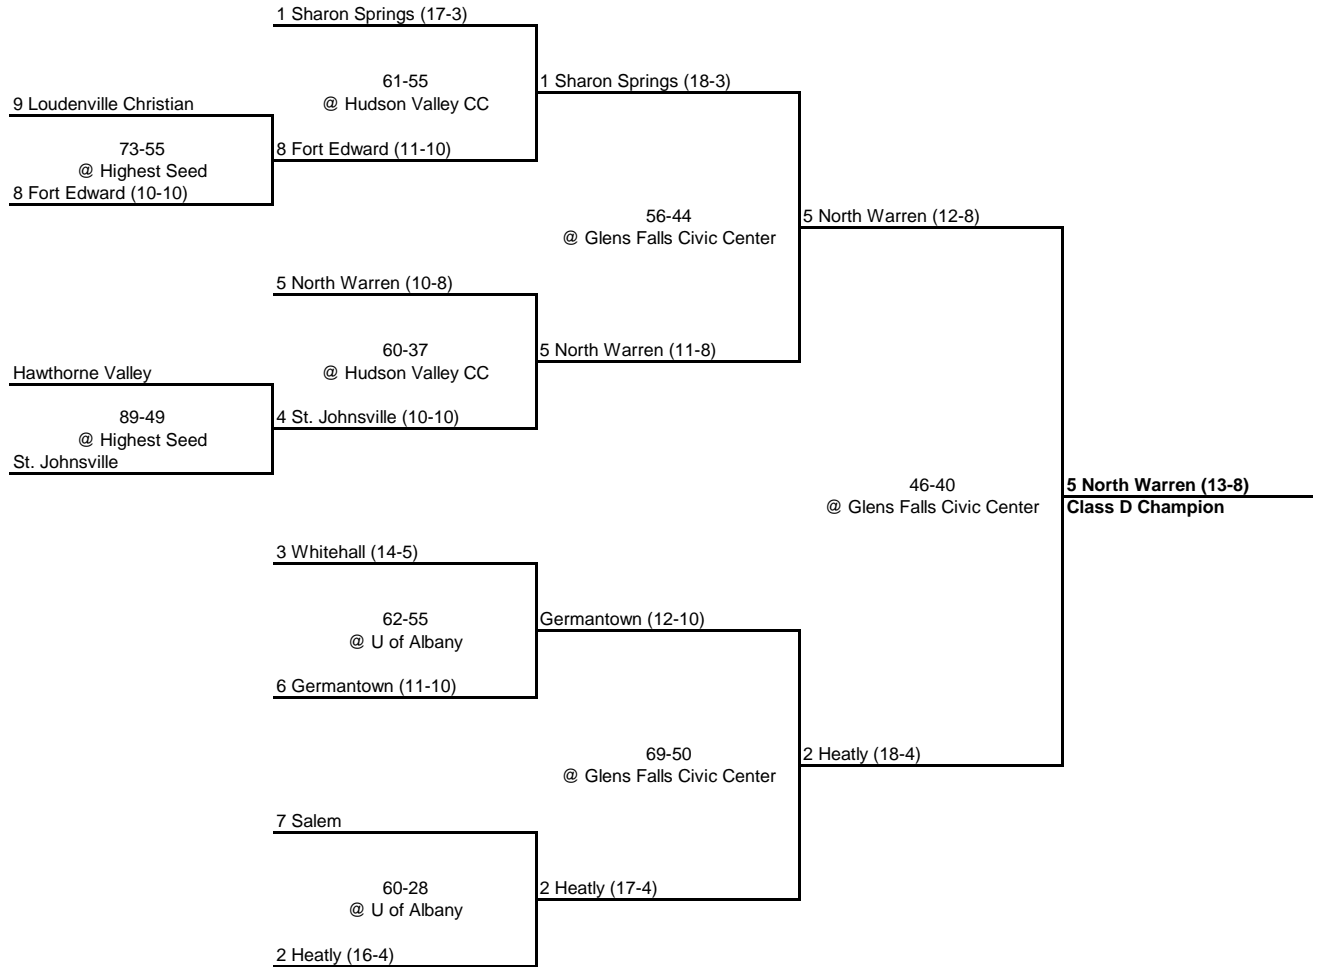 1 Sharon Springs (17-3)
61-55
@ Hudson Valley CC
1 Sharon Springs (18-3)
9 Loudenville Christian
73-55
@ Highest Seed
8 Fort Edward (10-10)
8 Fort Edward (11-10)
56-44
@ Glens Falls Civic Center
5 North Warren (12-8)
5 North Warren (10-8)
60-37
@ Hudson Valley CC
5 North Warren (11-8)
Hawthorne Valley
89-49
@ Highest Seed
St. Johnsville
4 St. Johnsville (10-10)
46-40
@ Glens Falls Civic Center
5 North Warren (13-8)
Class D Champion
3 Whitehall (14-5)
62-55
@ U of Albany
Germantown (12-10)
6 Germantown (11-10)
69-50
@ Glens Falls Civic Center
2 Heatly (18-4)
7 Salem
60-28
@ U of Albany
2 Heatly (17-4)
2 Heatly (16-4)